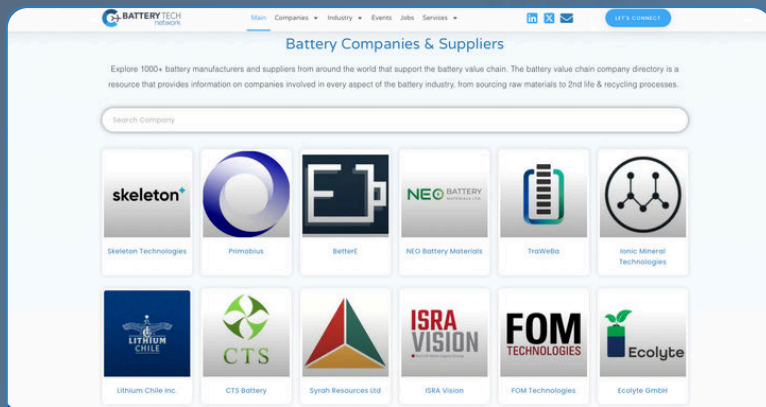 BATTERY TECH
network
Main Companies Industry Events Jobs Services
LET'S CONNECT
Battery Companies & Suppliers
Explore 1000+ battery manufacturers and suppliers from around the world that support the battery value chain. The battery value chain company directory is a
resource that provides information on companies involved in every aspect of the battery industry, from sourcing raw materials to 2nd life & recycling processes.
Search Company
skeleton
NEO BATTERY
MATERIALS LTD.
Skeleton Technologies Primobius BetterE NEO Battery Materials TraWeBa Ionic Mineral
Technologies
LITHIUM
CHILE
CTS
ISRA
VISION
FOM
TECHNOLOGIES
Ecolyte
Lithium Chile Inc. CTS Battery Syrah Resources Ltd ISRA Vision FOM Technologies Ecolyte GmbH